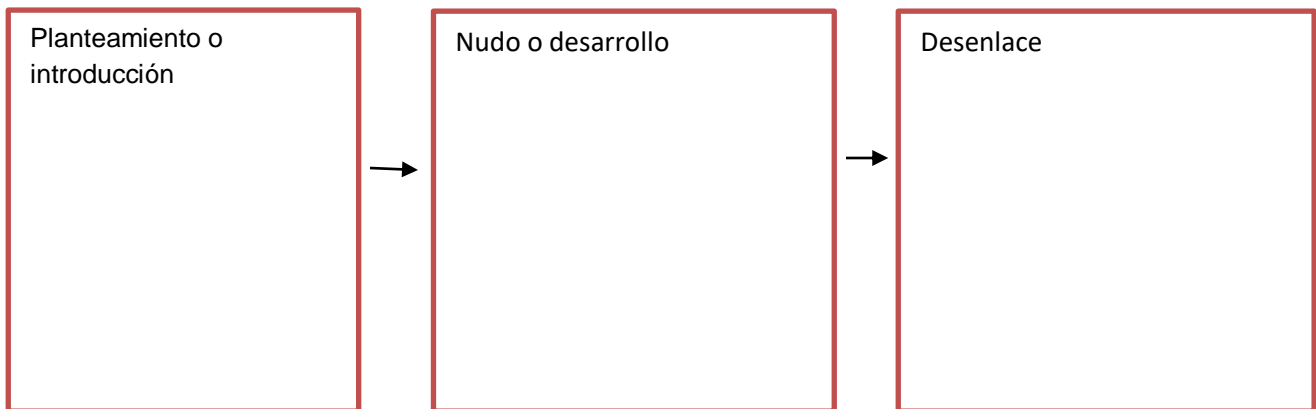 Planteamiento o
introducción
Nudo o desarrollo
Desenlace